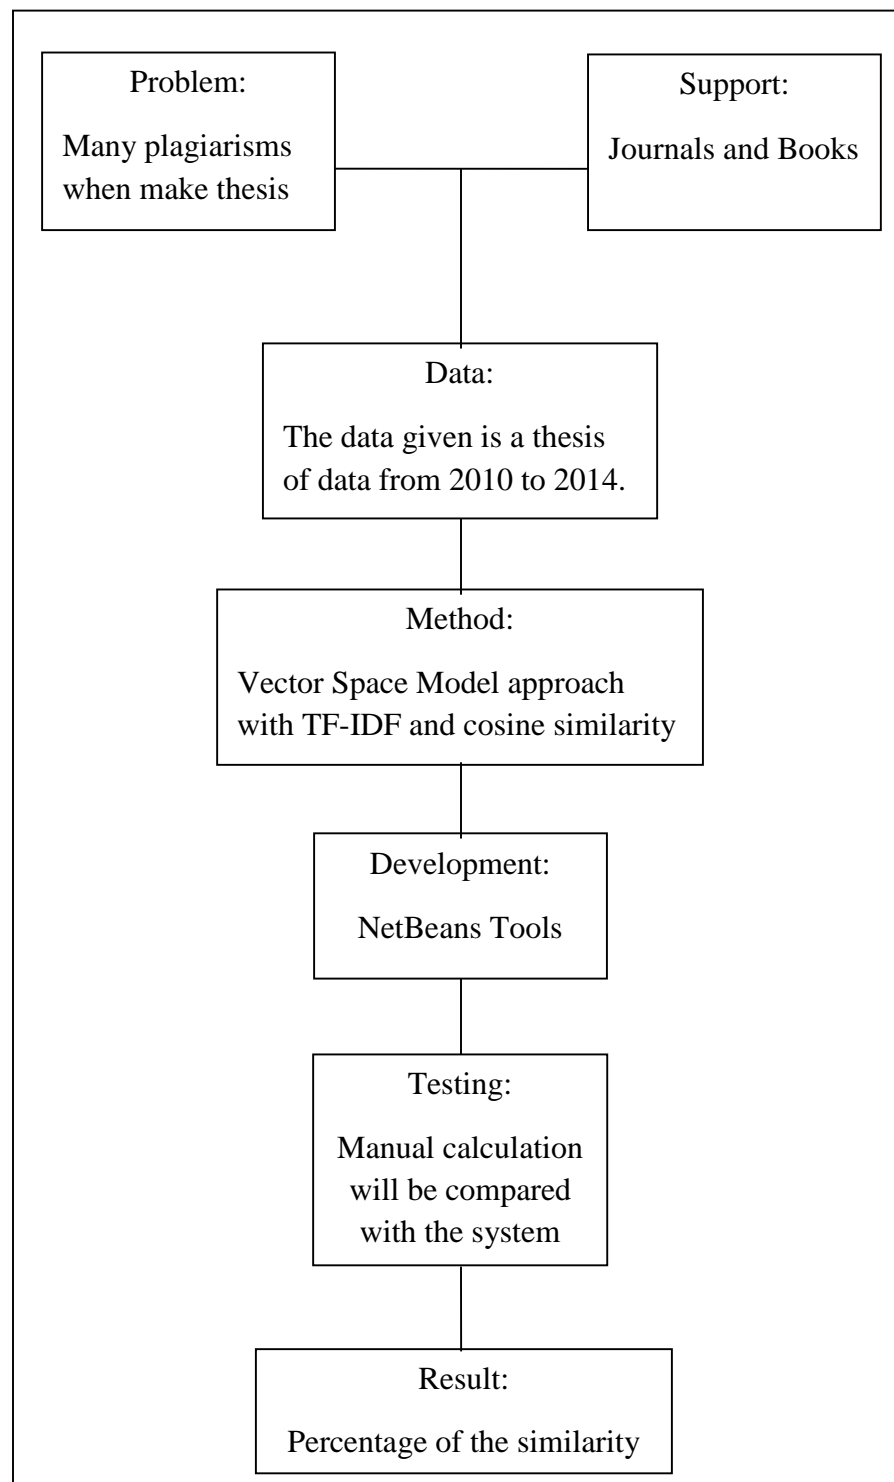 Problem:
Many plagiarisms
when make thesis
Support:
Journals and Books
Data:
The data given is a thesis
of data from 2010 to 2014.
Method:
Vector Space Model approach
with TF-IDF and cosine similarity
Development:
NetBeans Tools
Testing:
Manual calculation
will be compared
with the system
Result:
Percentage of the similarity